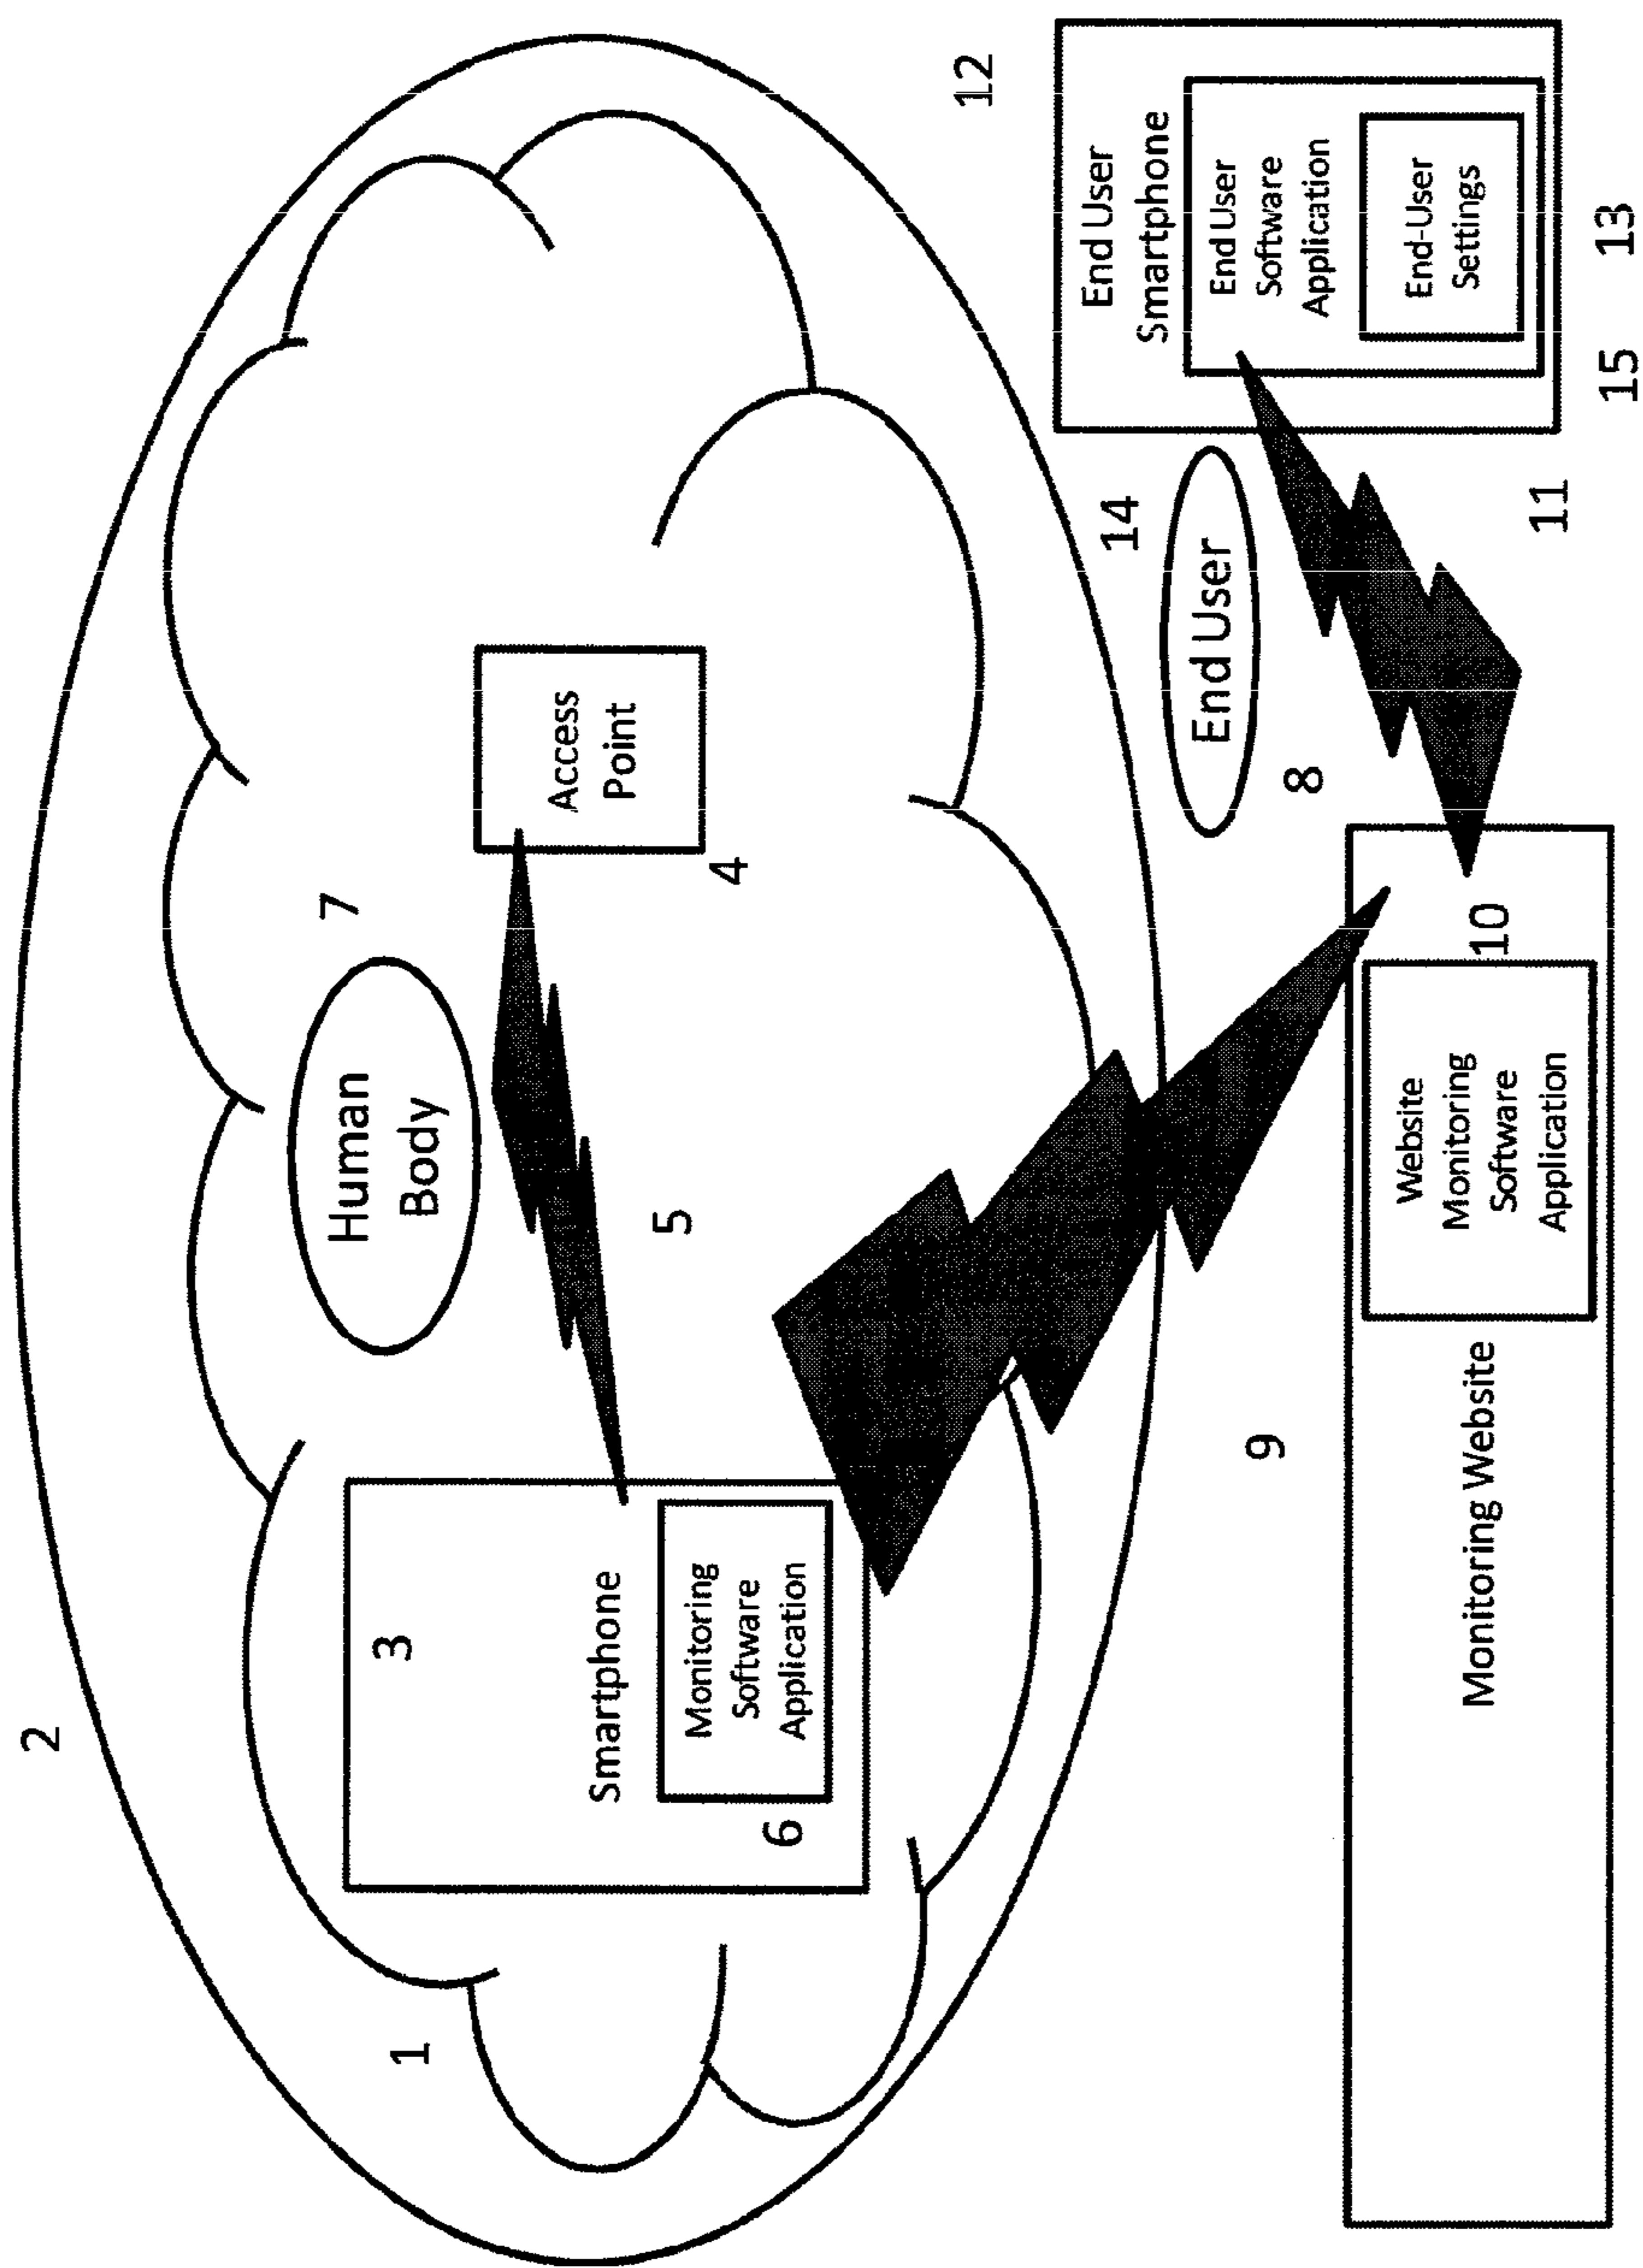 2
1
3
Smartphone
6
Monitoring
Software
Application
Human
Body
7
5
Access
Point
4
9
Monitoring Website
Website
Monitoring
Software
Application
10
8
End User
14
11
12
End User
Smartphone
End User
Software
Application
End-User
Settings
15
13